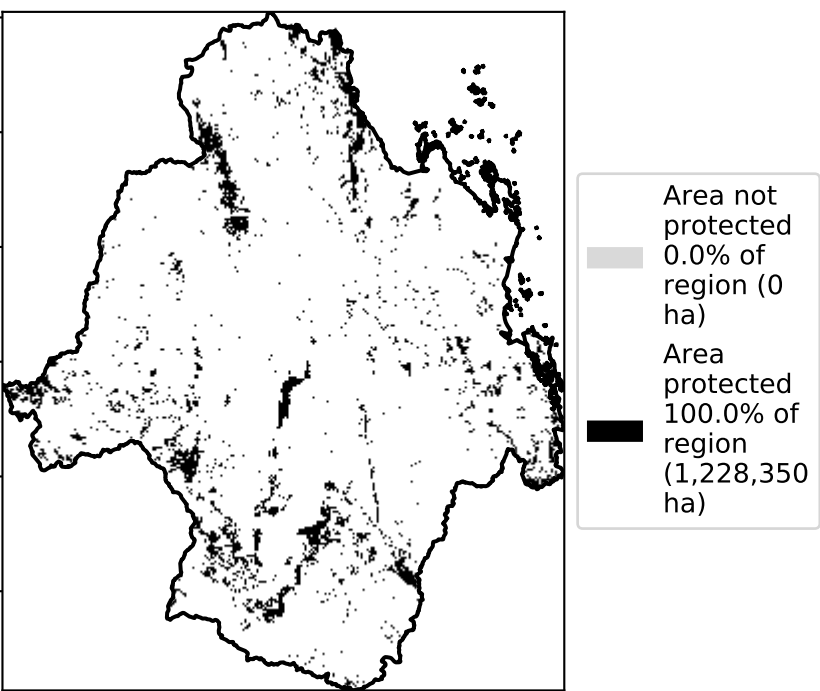 Area not
protected
0.0% of
region (0
ha)
Area
protected
100.0% of
region
(1,228,350
ha)